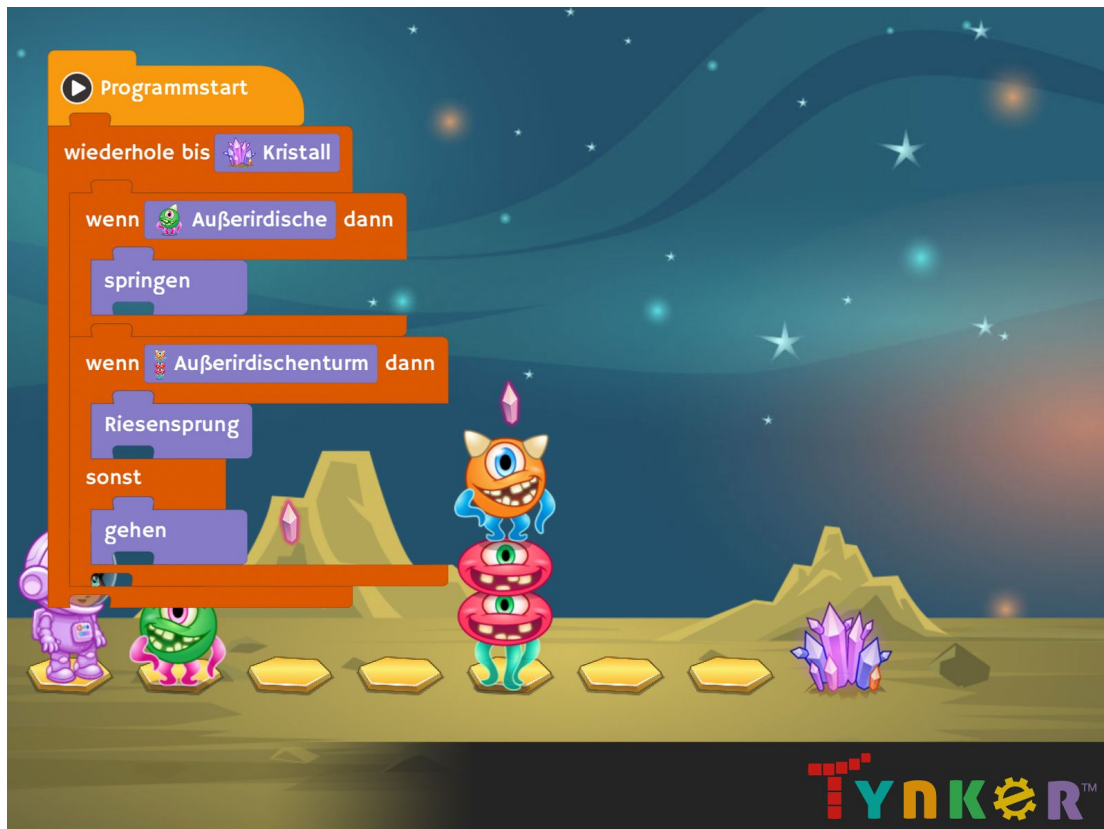 Programmstart
wiederhole bis Kristall
wenn Außerirdische dann
springen
wenn Außerirdischenturm dann
Riesensprung
sonst
gehen
TYNKER™